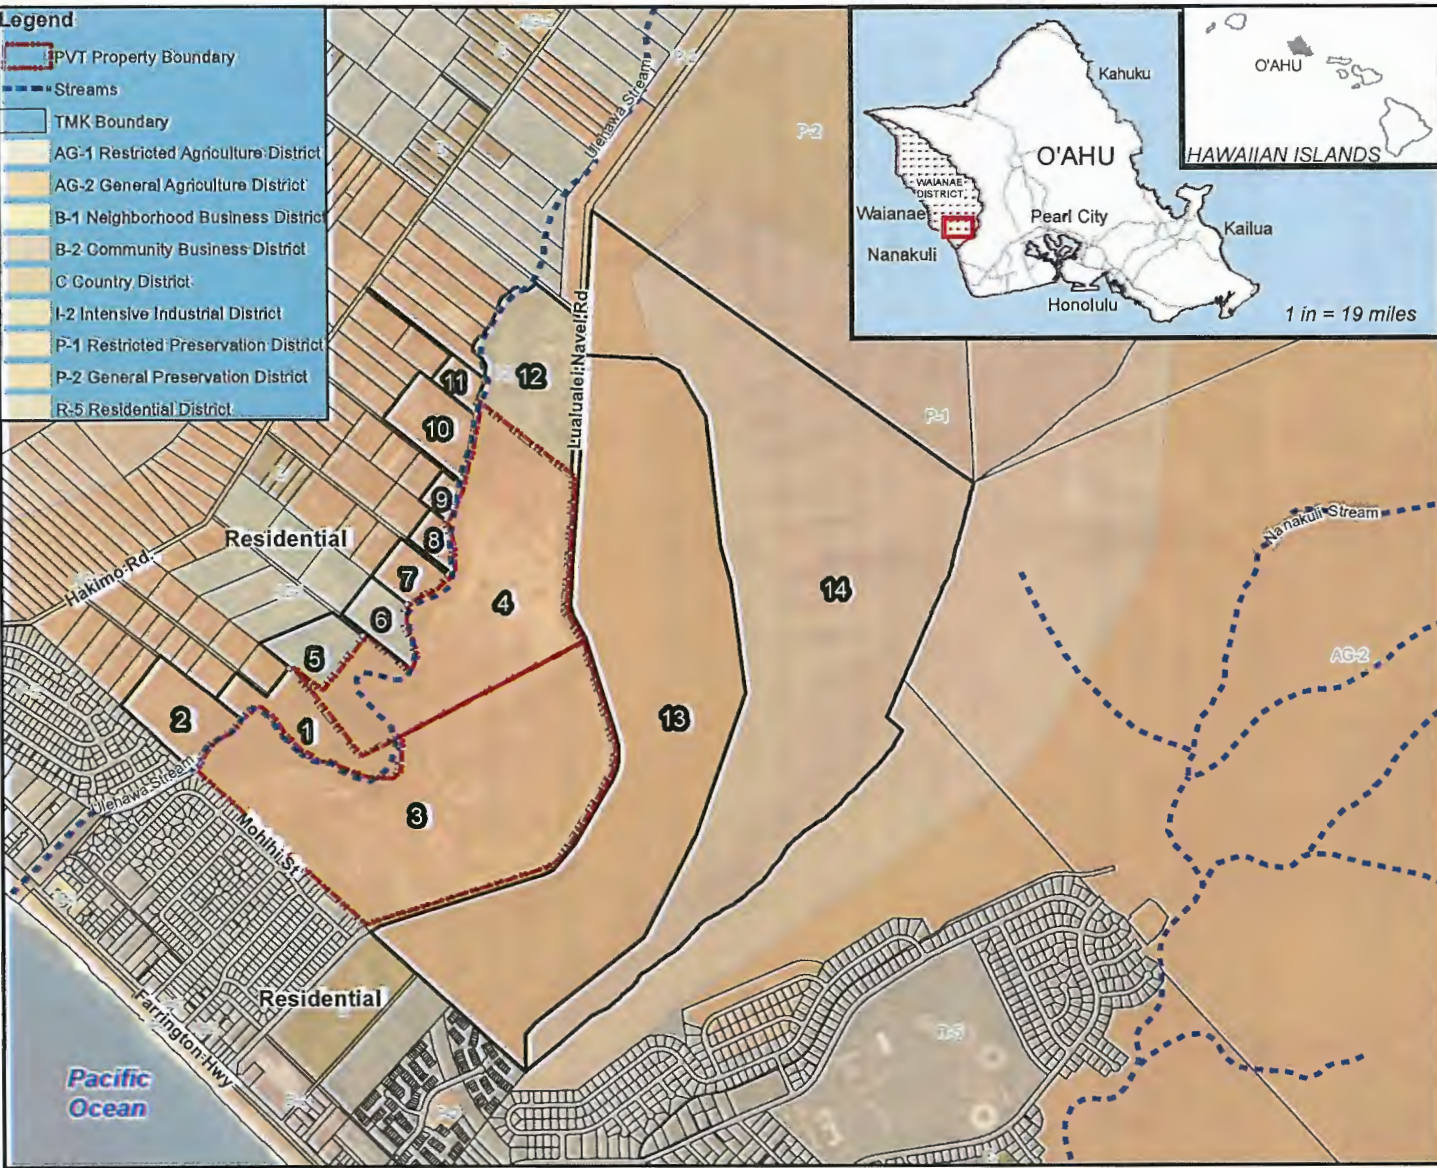 Legend
PVT Property Boundary
Streams
TMK Boundary
AG-1 Restricted Agriculture District
AG-2 General Agriculture District
B-1 Neighborhood Business District
B-2 Community Business District
C Country District
I-2 Intensive Industrial District
P-1 Restricted Preservation District
P-2 General Preservation District
R-5 Residential District
Kahuku
O'AHU
WAIANAE
DISTRICT
Waianae
Pearl City
Kailua
Nanakuli
Honolulu
1 in = 19 miles
O'AHU
HAWAIIAN ISLANDS
P-2
Ulehawa Stream
P-2
Lualualei Navel Rd
12
11
10
P-1
9
8
Residential
Nanakuli Stream
Hakimo Rd.
7
6
4
14
5
AG-2
2
1
13
Ulehawa Stream
3
Mohihi St
Residential
Farrington Hwy
R-5
Pacific
Ocean